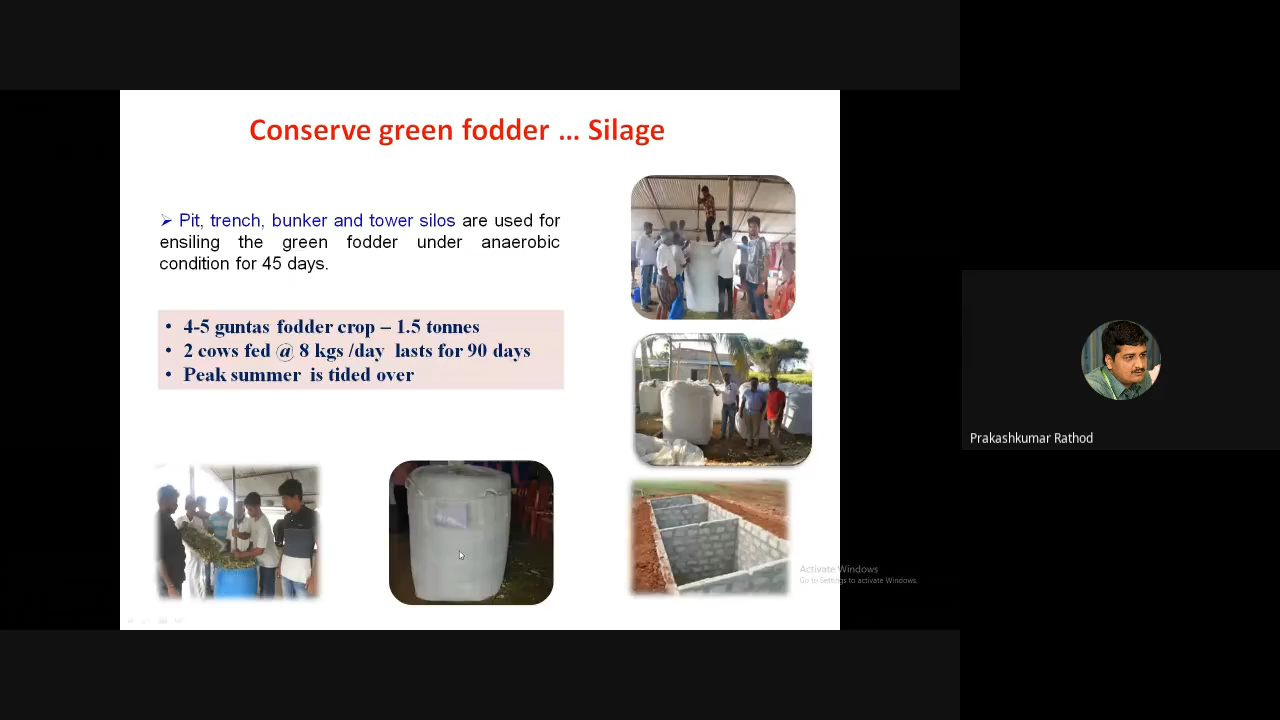 Conserve green fodder ... Silage
➢ Pit, trench, bunker and tower silos are used for
ensiling the green fodder under anaerobic
condition for 45 days.
• 4-5 guntas fodder crop – 1.5 tonnes
• 2 cows fed @ 8 kgs /day lasts for 90 days
• Peak summer is tided over
Activate Windows
Go to Settings to activate Windows.
Prakashkumar Rathod